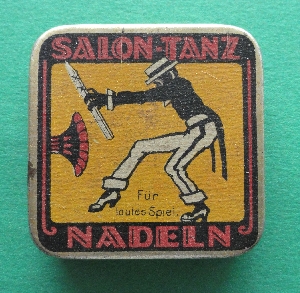 SALON-TANZ
Für
lautes Spiel.
NADELN